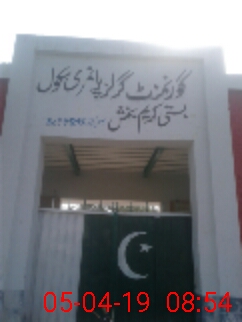 گورنمنٹ گرلز پرائمری سکول
بستی کریم بخش
05-04-19 08:54